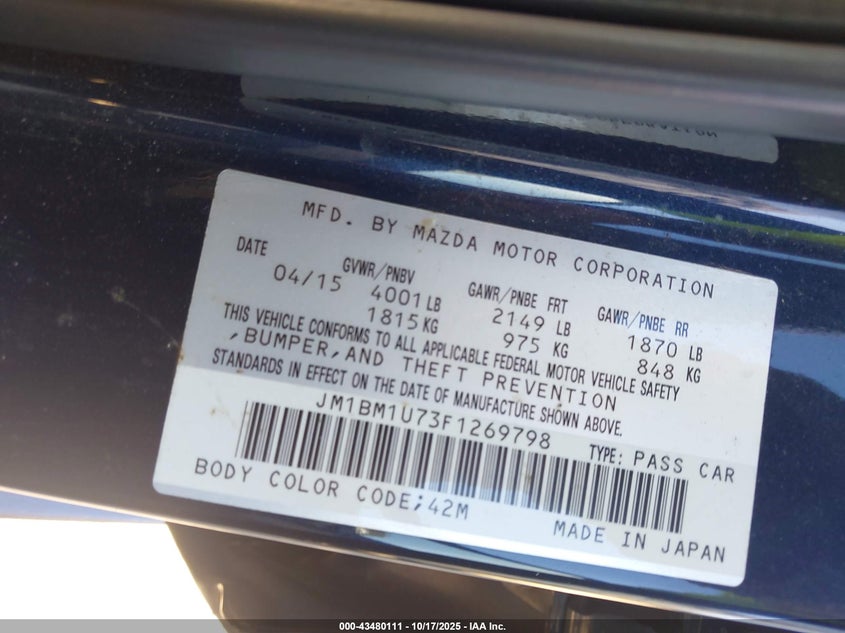 MFD. BY MAZDA MOTOR CORPORATION
DATE GVWR/PNBV GAWR/PNBE FRT GAWR/PNBE RR
04/15 4001 LB 2149 LB 1870 LB
1815 KG 975 KG 848 KG
THIS VEHICLE CONFORMS TO ALL APPLICABLE FEDERAL MOTOR VEHICLE SAFETY
,BUMPER,AND THEFT PREVENTION
STANDARDS IN EFFECT ON THE DATE OF MANUFACTURE SHOWN ABOVE.
JM1BM1U73F1269798
TYPE: PASS CAR
BODY COLOR CODE;42M
MADE IN JAPAN
000-43480111 - 10/17/2025 - IAA Inc.